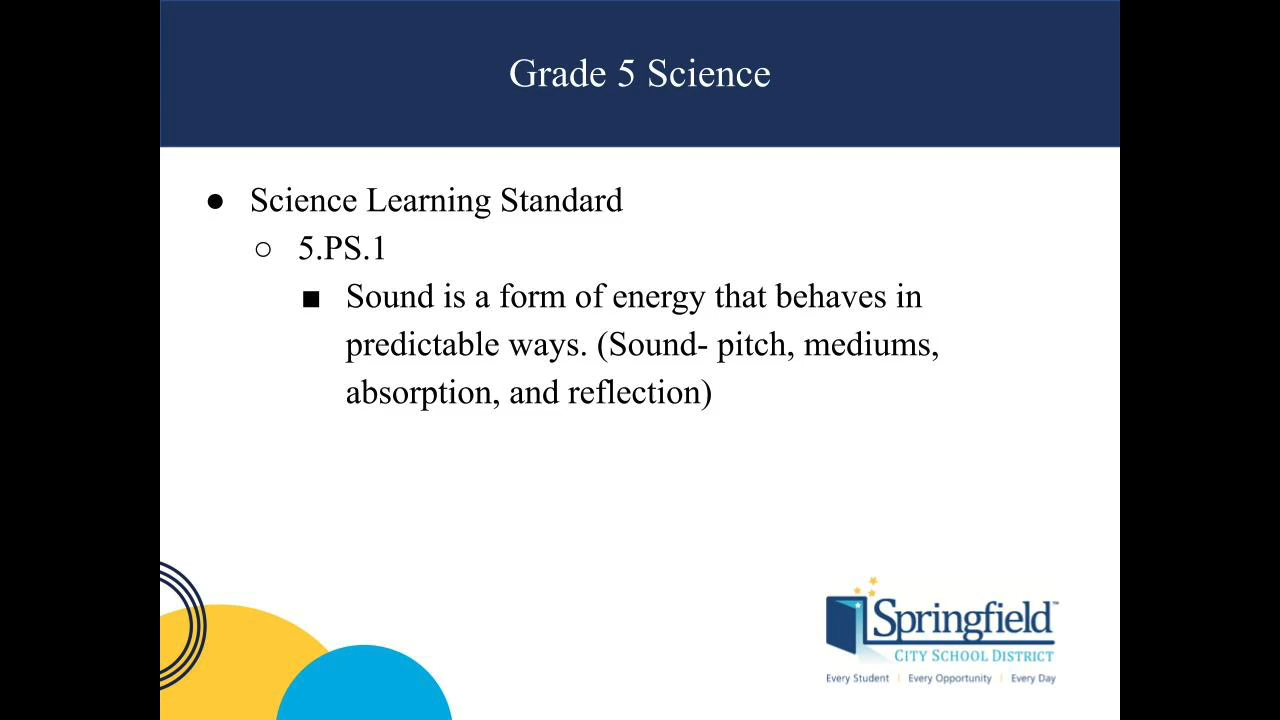 Grade 5 Science
● Science Learning Standard
○ 5.PS.1
■ Sound is a form of energy that behaves in
predictable ways. (Sound- pitch, mediums,
absorption, and reflection)
Springfield™
CITY SCHOOL DISTRICT
Every Student | Every Opportunity | Every Day